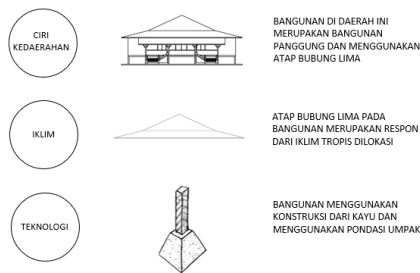 CIRI
KEDAERAHAN
BANGUNAN DI DAERAH INI
MERUPAKAN BANGUNAN
PANGGUNG DAN MENGGUNAKAN
ATAP BUBUNG LIMA
IKLIM
ATAP BUBUNG LIMA PADA
BANGUNAN MERUPAKAN RESPON
DARI IKLIM TROPIS DILOKASI
TEKNOLOGI
BANGUNAN MENGGUNAKAN
KONSTRUKSI DARI KAYU DAN
MENGGUNAKAN PONDASI UMPAK